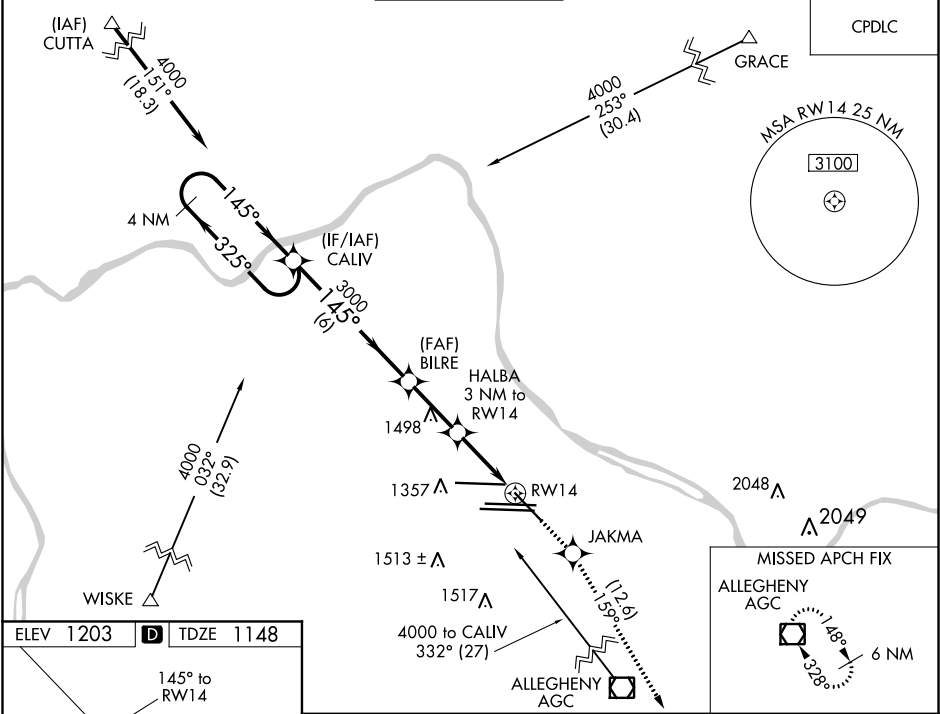 (IAF)
CUTTA
4000
151°
(18.3)
CPDLC
GRACE
4000
253°
(30.4)
MSA RW14 25 NM
3100
4 NM
145°
325°
(IF/IAF)
CALIV
3000
145°
(6)
(FAF)
BILRE
HALBA
3 NM to
RW14
1498
4000
032°
(32.9)
1357
RW14
2048
2049
JAKMA
1513 ±
WISKE
1517
4000 to CALIV
332° (27)
(12.6)
159°
ALLEGHENY
AGC
MISSED APCH FIX
ALLEGHENY
AGC
148°
328°
6 NM
ELEV 1203 D TDZE 1148
145° to
RW14